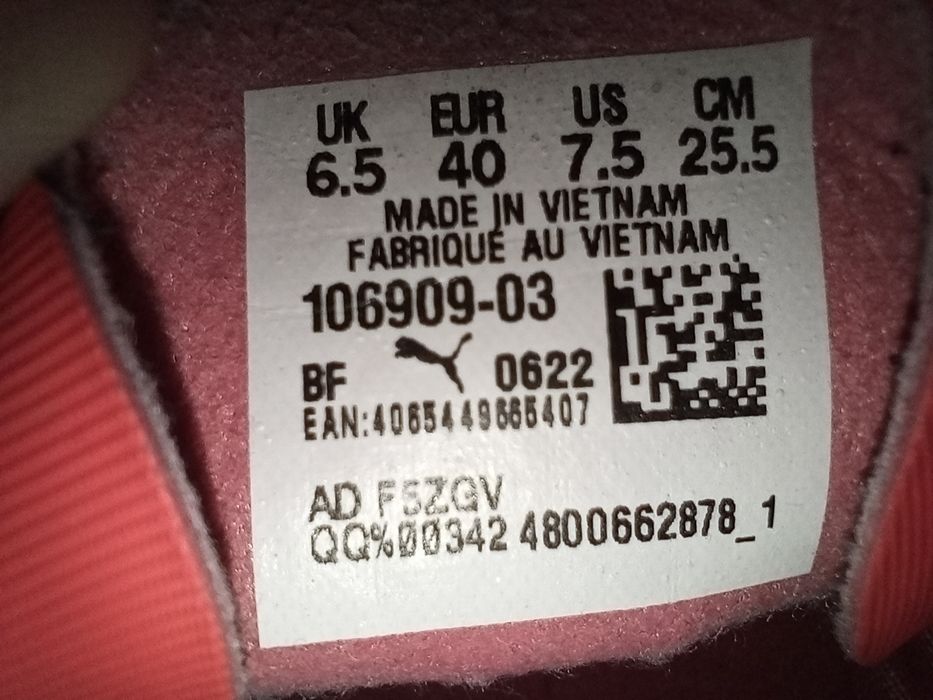 UK EUR US CM
6.5 40 7.5 25.5
MADE IN VIETNAM
FABRIQUÉ AU VIETNAM
106909-03
BF 0622
EAN:4065449665407
AD F5ZGV
QQ%00342 4800662878_1